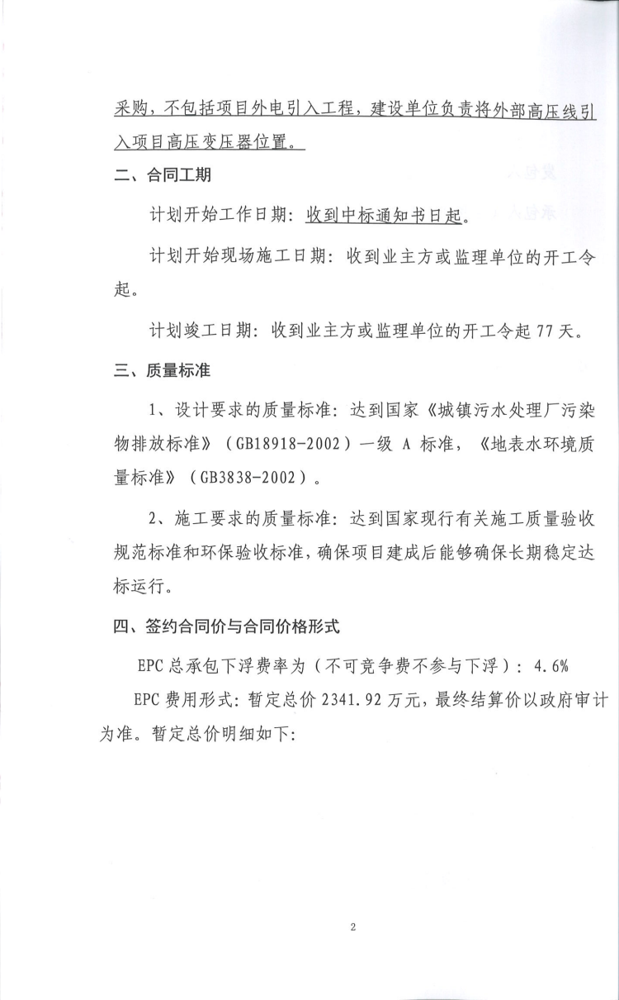 采购，不包括项目外电引入工程，建设单位负责将外部高压线引
入项目高压变压器位置。
二、合同工期
计划开始工作日期：收到中标通知书日起。
计划开始现场施工日期：收到业主方或监理单位的开工令
起。
计划竣工日期：收到业主方或监理单位的开工令起 77 天。
三、质量标准
1、设计要求的质量标准：达到国家《城镇污水处理厂污染
物排放标准》（GB18918-2002）一级 A 标准，《地表水环境质
量标准》（GB3838-2002）。
2、施工要求的质量标准：达到国家现行有关施工质量验收
规范标准和环保验收标准，确保项目建成后能够确保长期稳定达
标运行。
四、签约合同价与合同价格形式
EPC 总承包下浮费率为（不可竞争费不参与下浮）：4.6%
EPC 费用形式：暂定总价 2341.92 万元，最终结算价以政府审计
为准。暂定总价明细如下：
2